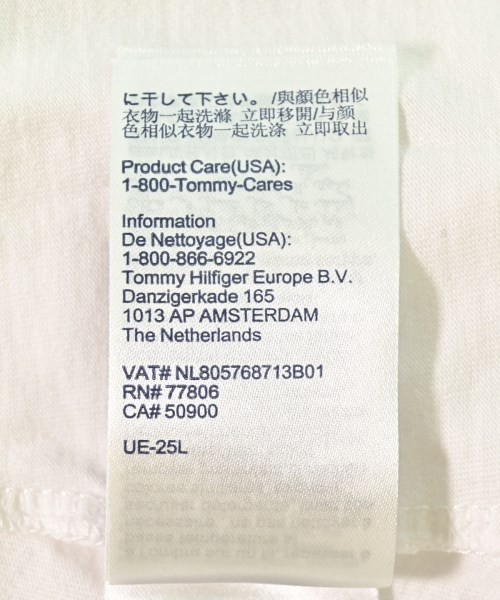 に干して下さい。 /與顏色相似
衣物一起洗滌 立即移開/与颜
色相似衣物一起洗涤 立即取出
Product Care(USA):
1-800-Tommy-Cares
Information
De Nettoyage(USA):
1-800-866-6922
Tommy Hilfiger Europe B.V.
Danzigerkade 165
1013 AP AMSTERDAM
The Netherlands
VAT# NL805768713B01
RN# 77806
CA# 50900
UE-25L